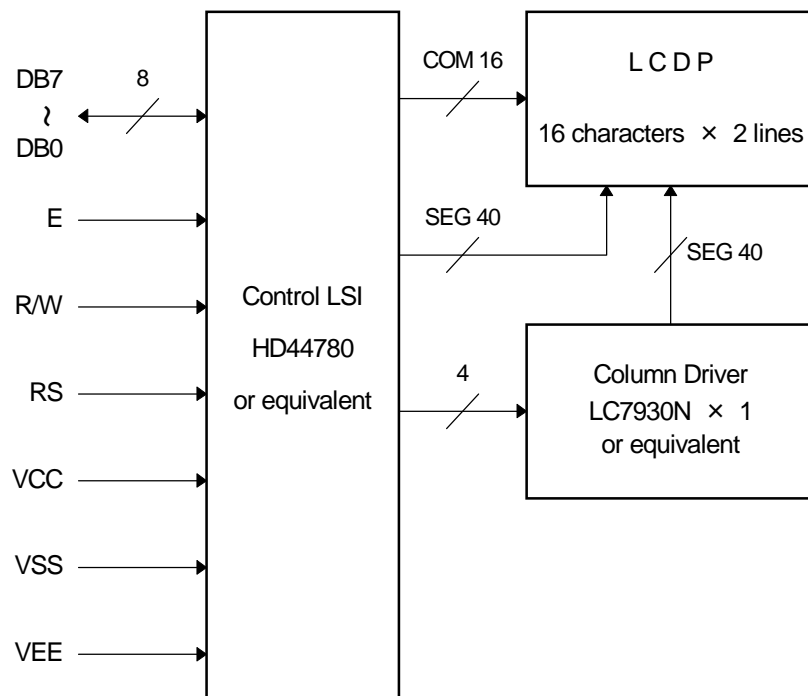 DB7
~
DB0
8
E
R/W
RS
VCC
VSS
VEE
Control LSI
HD44780
or equivalent
COM 16
SEG 40
4
L C D P
16 characters × 2 lines
SEG 40
Column Driver
LC7930N × 1
or equivalent